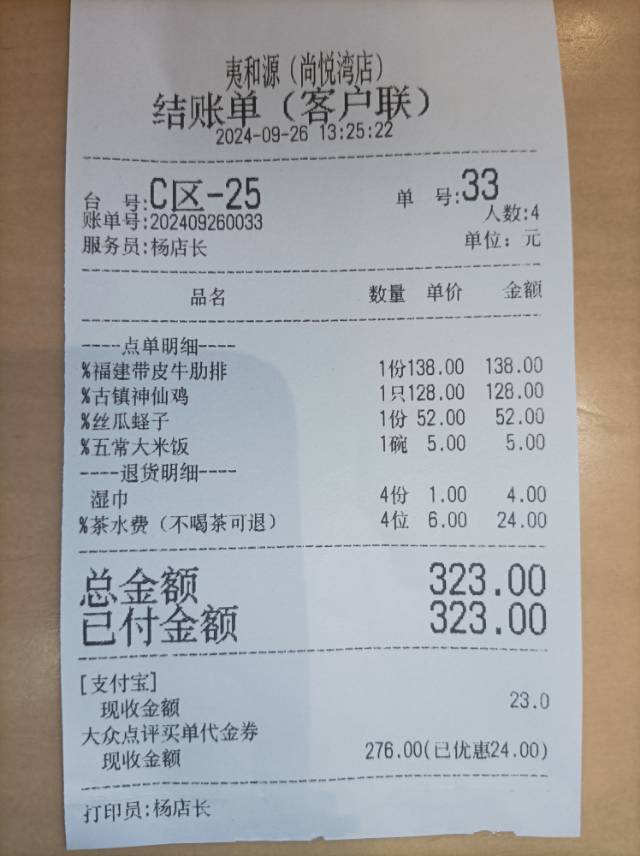 夷和源（尚悦湾店）
结账单（客户联）
2024-09-26 13:25:22
台 号:C区-25 单 号:33
账单号:202409260033 人数:4
服务员:杨店长 单位：元
品名 数量 单价 金额
----点单明细----
%福建带皮牛肋排 1份138.00 138.00
%古镇神仙鸡 1只128.00 128.00
%丝瓜蛏子 1份 52.00 52.00
%五常大米饭 1碗 5.00 5.00
----退货明细----
湿巾 4份 1.00 4.00
%茶水费（不喝茶可退） 4位 6.00 24.00
总金额 323.00
已付金额 323.00
[支付宝]
现收金额 23.0
大众点评买单代金券
现收金额 276.00(已优惠24.00)
打印员:杨店长